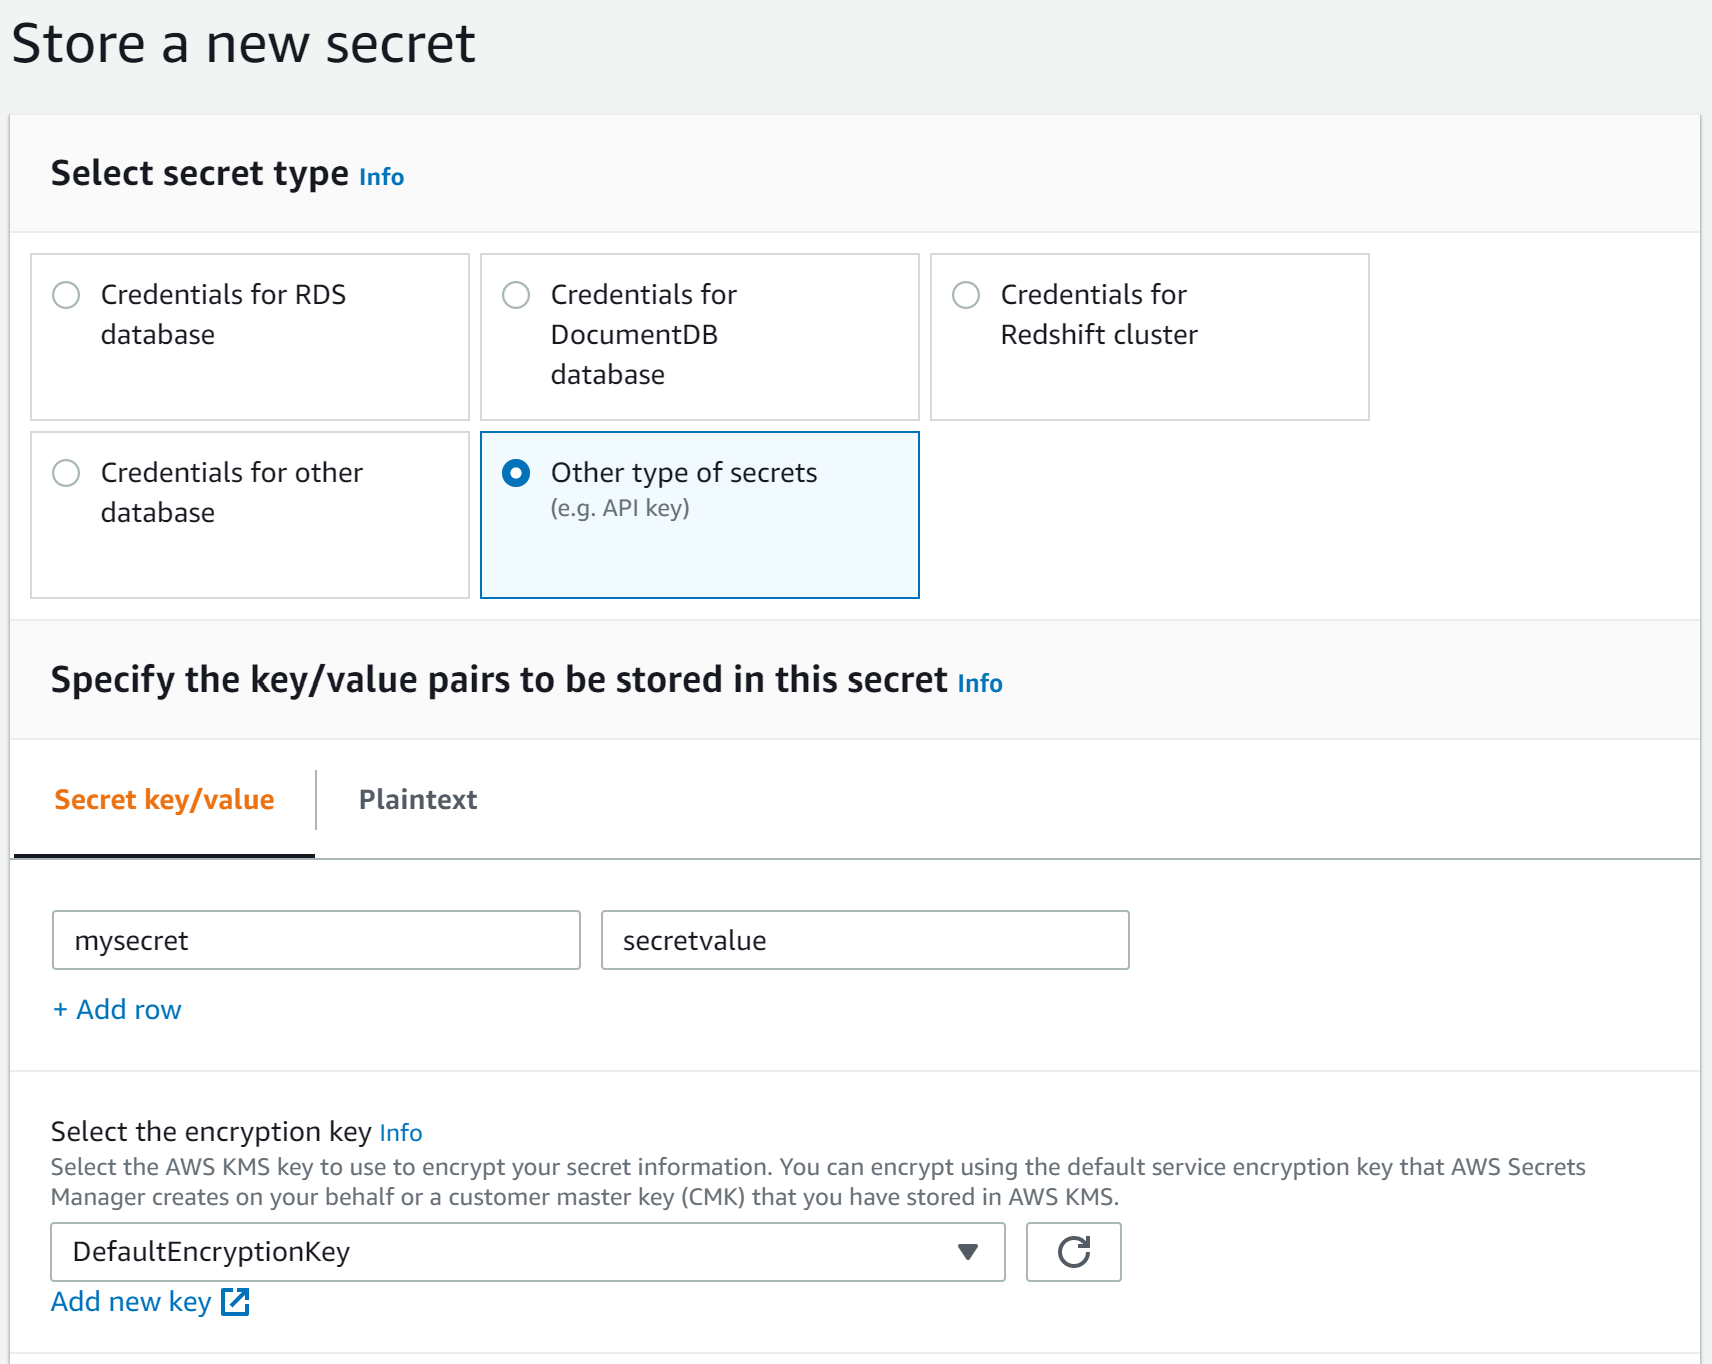 Store a new secret
Select secret type Info
Credentials for RDS
database
Credentials for
DocumentDB
database
Credentials for
Redshift cluster
Credentials for other
database
Other type of secrets
(e.g. API key)
Specify the key/value pairs to be stored in this secret Info
Secret key/value
Plaintext
mysecret
secretvalue
+ Add row
Select the encryption key Info
Select the AWS KMS key to use to encrypt your secret information. You can encrypt using the default service encryption key that AWS Secrets
Manager creates on your behalf or a customer master key (CMK) that you have stored in AWS KMS.
DefaultEncryptionKey
Add new key